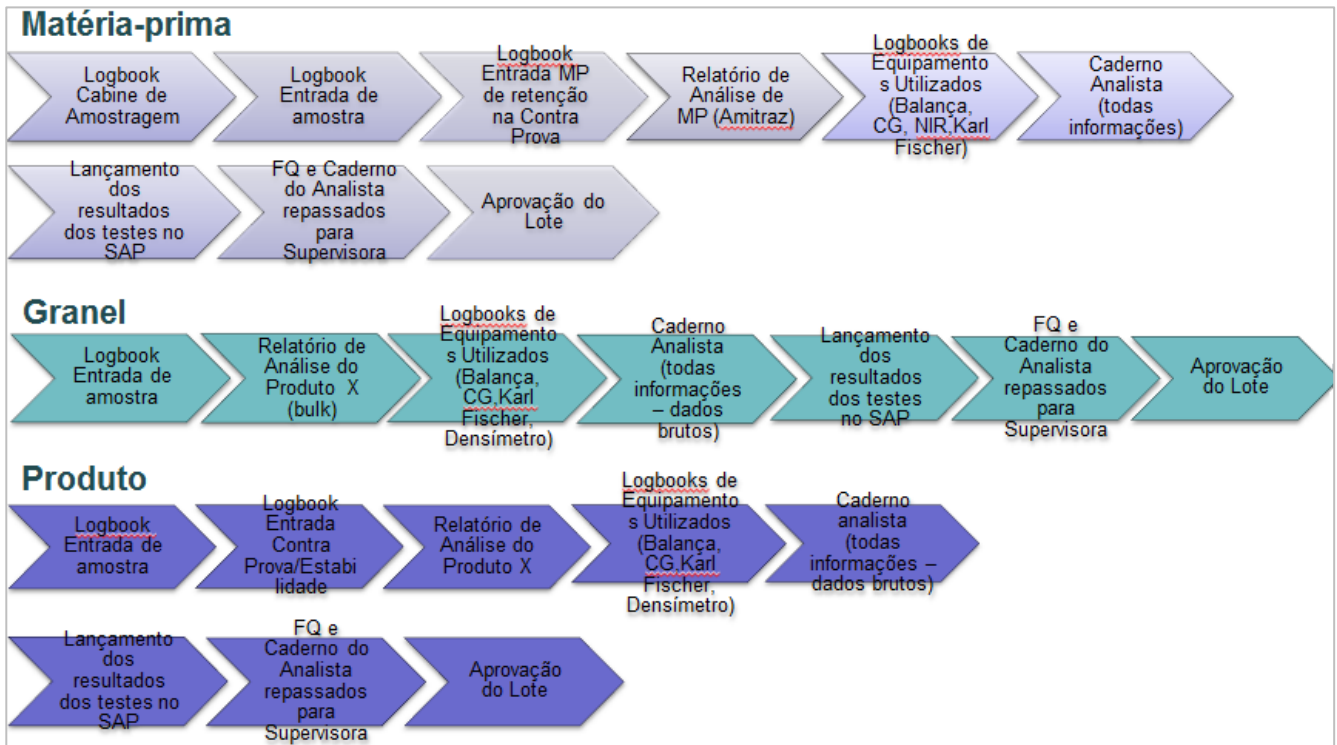 Matéria-prima
Logbook
Cabine de
Amostragem
Logbook
Entrada de
amostra
Logbook
Entrada MP
de retenção
na Contra
Prova
Relatório de
Análise de
MP (Amitraz)
Logbooks de
Equipamento
s Utilizados
(Balança,
CG, NIR,Karl
Fischer)
Caderno
Analista
(todas
informações)
Lançamento
dos
resultados
dos testes no
SAP
FQ e Caderno
do Analista
repassados
para
Supervisora
Aprovação do
Lote
Granel
Logbook
Entrada de
amostra
Relatório de
Análise do
Produto X
(bulk)
Logbooks de
Equipamento
s Utilizados
(Balança,
CG,Karl
Fischer,
Densímetro)
Caderno
Analista
(todas
informações
– dados
brutos)
Lançamento
dos
resultados
dos testes
no SAP
FQ e
Caderno do
Analista
repassados
para
Supervisora
Aprovação
do Lote
Produto
Logbook
Entrada de
amostra
Logbook
Entrada
Contra
Prova/Estabi
lidade
Relatório de
Análise do
Produto X
Logbooks de
Equipamento
s Utilizados
(Balança,
CG,Karl
Fischer,
Densímetro)
Caderno
analista
(todas
informações –
dados brutos)
Lançamento
dos
resultados
dos testes no
SAP
FQ e
Caderno do
Analista
repassados
para
Supervisora
Aprovação
do Lote